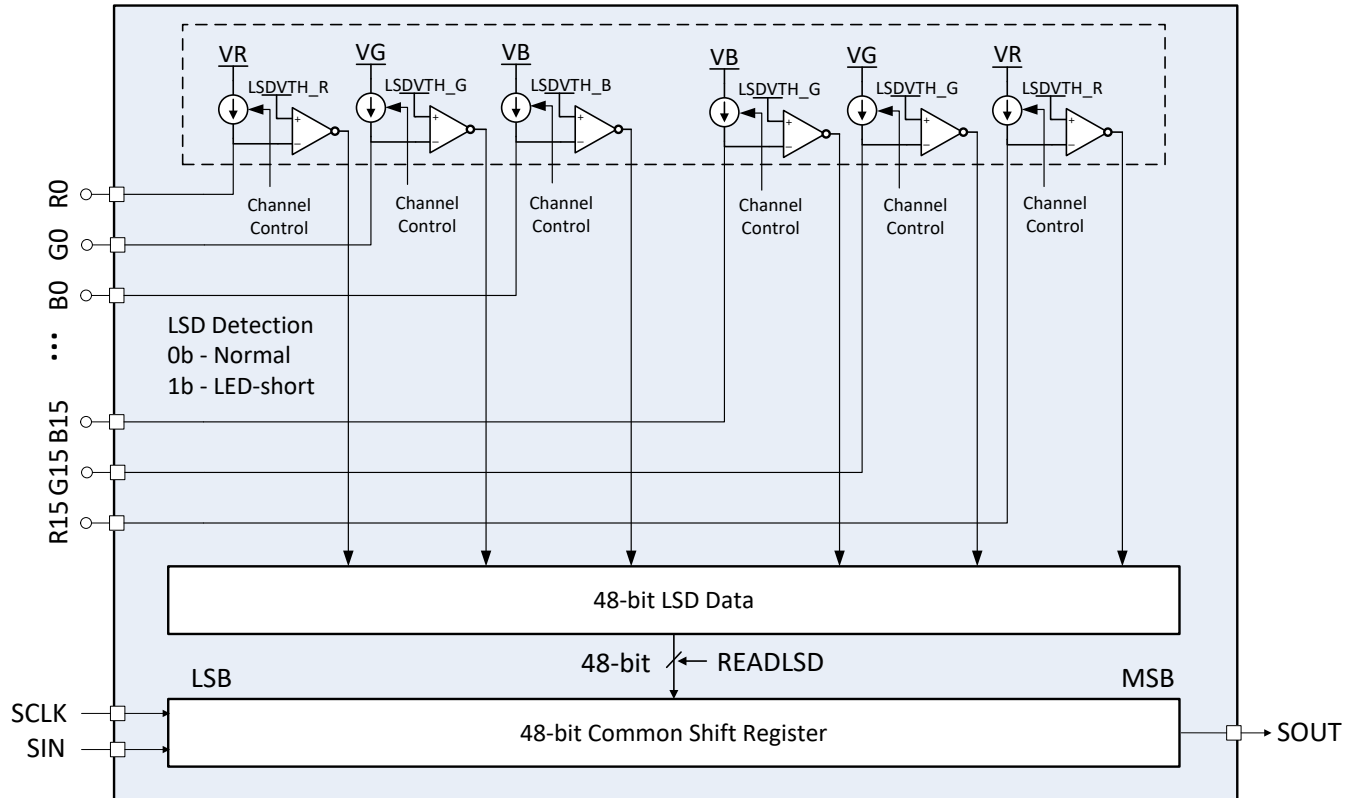 VR
VG
VB
VB
VG
VR
LSDVTH_R
LSDVTH_G
LSDVTH_B
LSDVTH_G
LSDVTH_G
LSDVTH_R
+
+
+
+
+
+
−
−
−
−
−
−
Channel
Control
Channel
Control
Channel
Control
Channel
Control
Channel
Control
Channel
Control
R0
G0
B0
...
B15
G15
R15
LSD Detection
0b - Normal
1b - LED-short
48-bit LSD Data
48-bit
READLSD
LSB
MSB
SCLK
SIN
48-bit Common Shift Register
SOUT